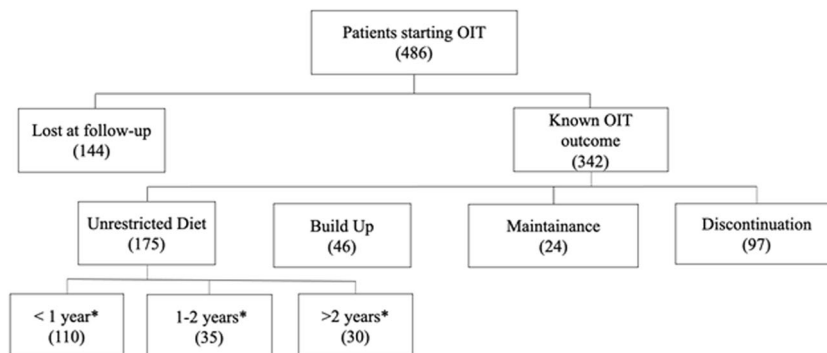 Patients starting OIT
(486)
Lost at follow-up
(144)
Known OIT
outcome
(342)
Unrestricted Diet
(175)
Build Up
(46)
Maintainance
(24)
Discontinuation
(97)
< 1 year*
(110)
1-2 years*
(35)
>2 years*
(30)